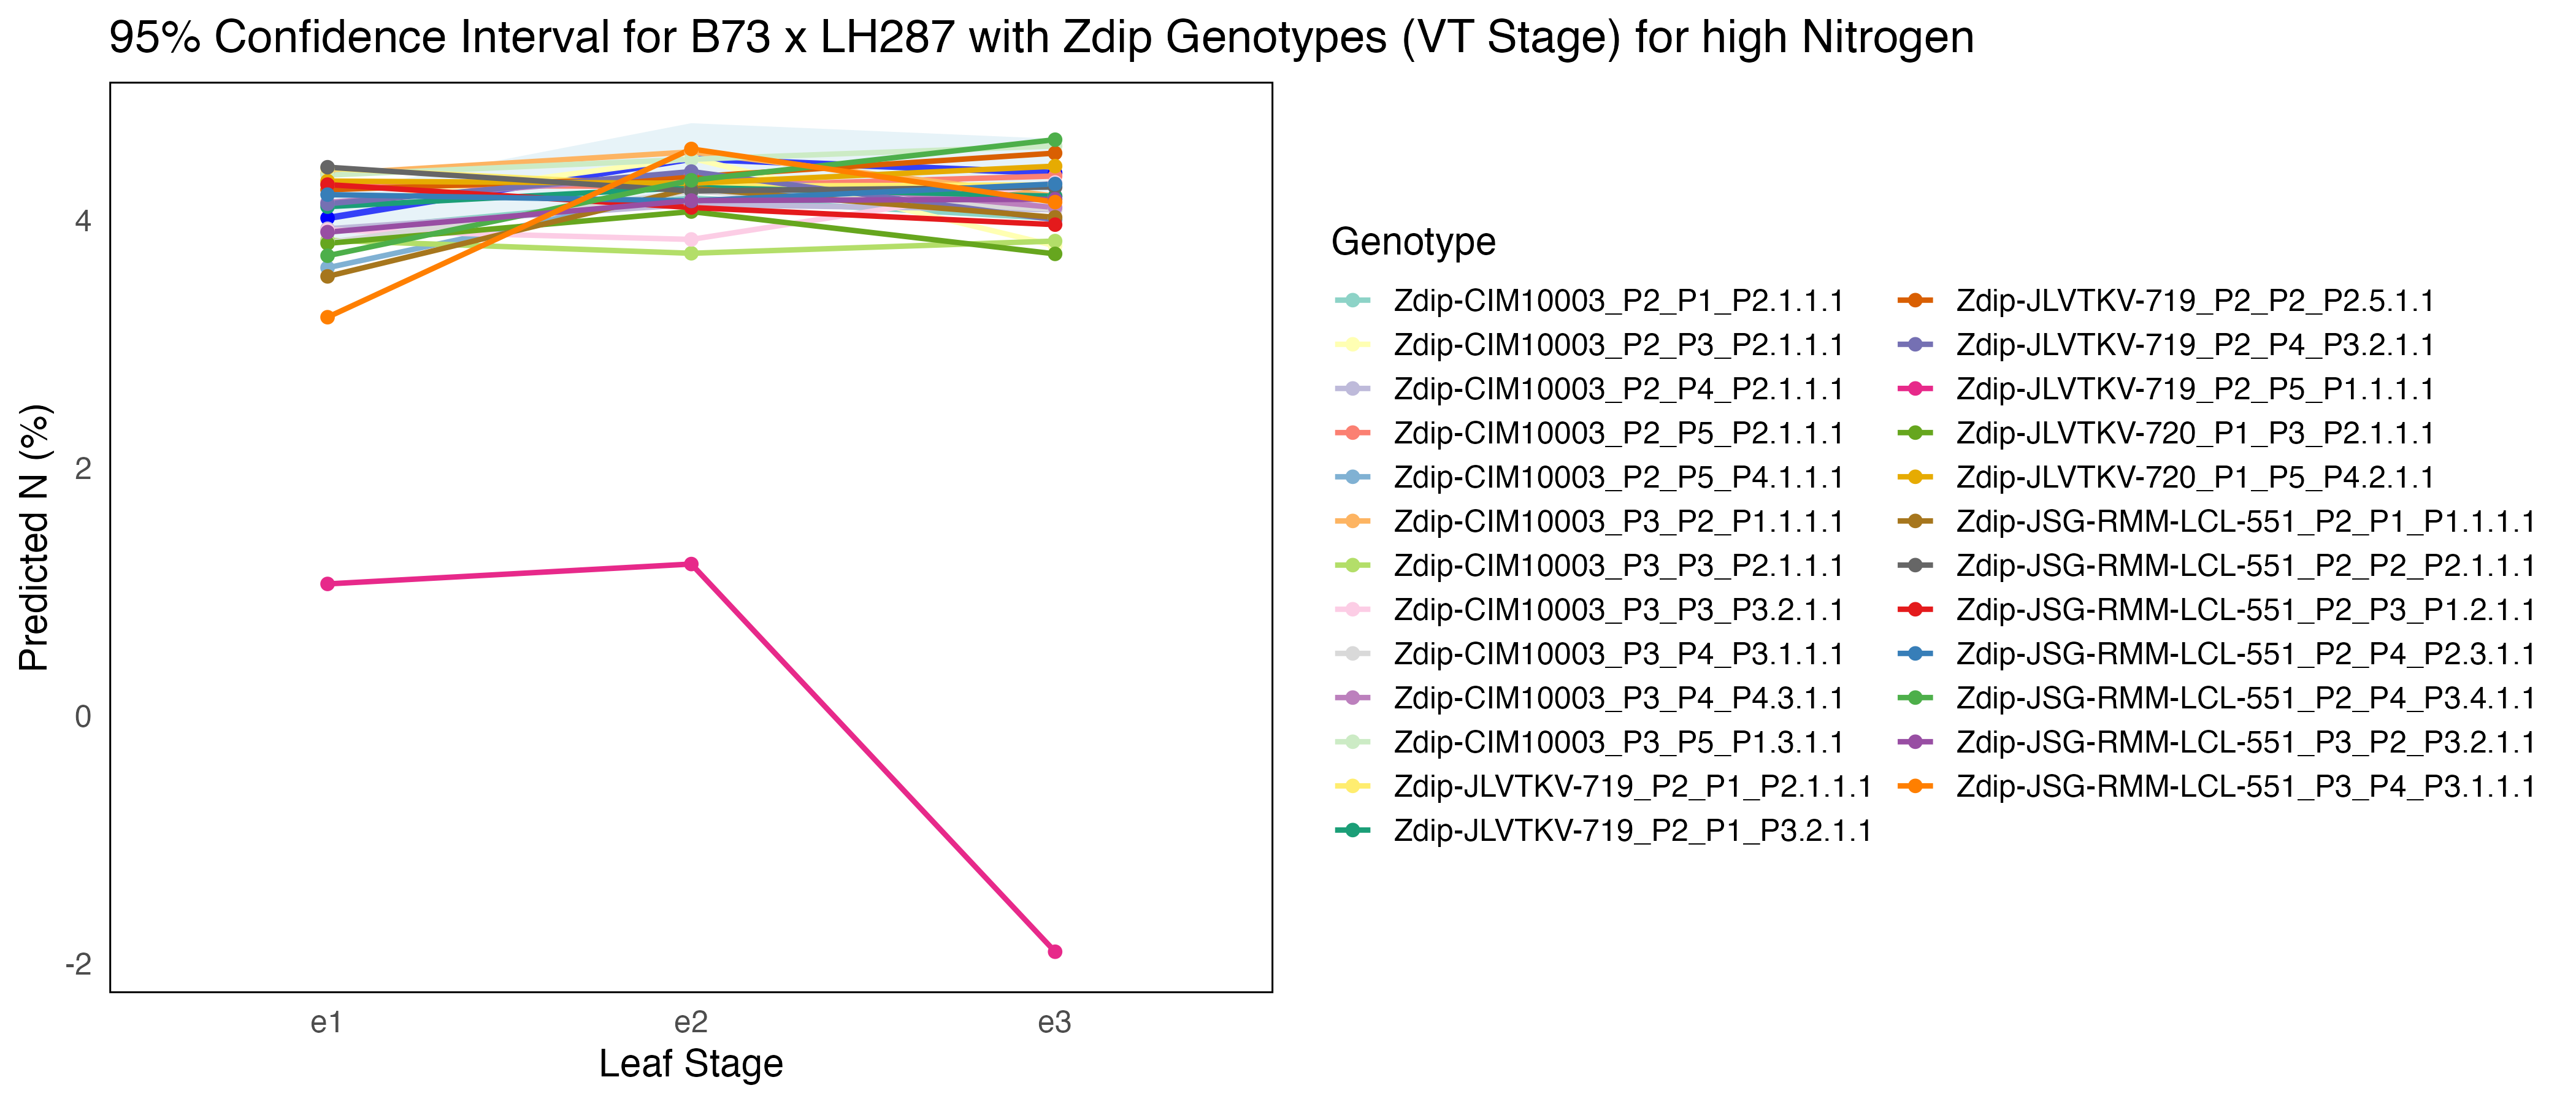 95% Confidence Interval for B73 x LH287 with Zdip Genotypes (VT Stage) for high Nitrogen
Predicted N (%)
4
2
0
-2
e1
e2
e3
Leaf Stage
Genotype
Zdip-CIM10003_P2_P1_P2.1.1.1
Zdip-CIM10003_P2_P3_P2.1.1.1
Zdip-CIM10003_P2_P4_P2.1.1.1
Zdip-CIM10003_P2_P5_P2.1.1.1
Zdip-CIM10003_P2_P5_P4.1.1.1
Zdip-CIM10003_P3_P2_P1.1.1.1
Zdip-CIM10003_P3_P3_P2.1.1.1
Zdip-CIM10003_P3_P3_P3.2.1.1
Zdip-CIM10003_P3_P4_P3.1.1.1
Zdip-CIM10003_P3_P4_P4.3.1.1
Zdip-CIM10003_P3_P5_P1.3.1.1
Zdip-JLVTKV-719_P2_P1_P2.1.1.1
Zdip-JLVTKV-719_P2_P1_P3.2.1.1
Zdip-JLVTKV-719_P2_P2_P2.5.1.1
Zdip-JLVTKV-719_P2_P4_P3.2.1.1
Zdip-JLVTKV-719_P2_P5_P1.1.1.1
Zdip-JLVTKV-720_P1_P3_P2.1.1.1
Zdip-JLVTKV-720_P1_P5_P4.2.1.1
Zdip-JSG-RMM-LCL-551_P2_P1_P1.1.1.1
Zdip-JSG-RMM-LCL-551_P2_P2_P2.1.1.1
Zdip-JSG-RMM-LCL-551_P2_P3_P1.2.1.1
Zdip-JSG-RMM-LCL-551_P2_P4_P2.3.1.1
Zdip-JSG-RMM-LCL-551_P2_P4_P3.4.1.1
Zdip-JSG-RMM-LCL-551_P3_P2_P3.2.1.1
Zdip-JSG-RMM-LCL-551_P3_P4_P3.1.1.1